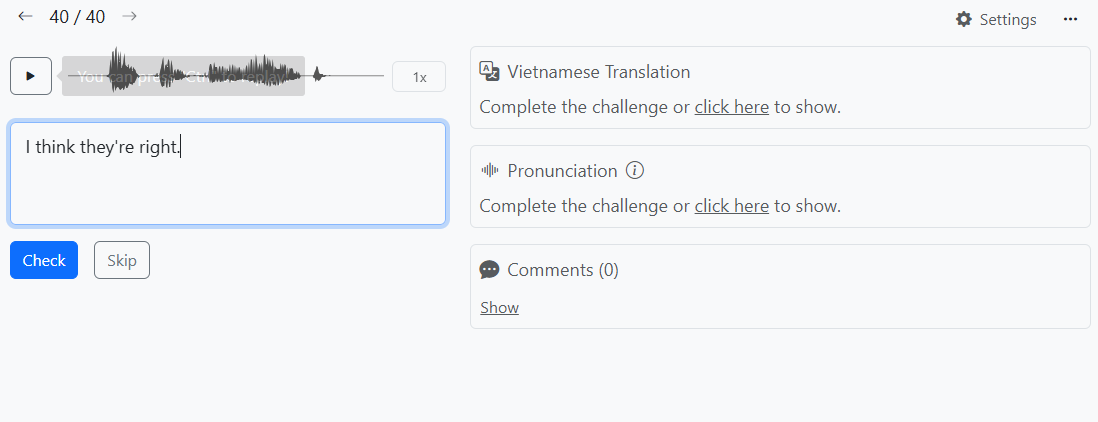 40 / 40
Settings
You can press Ctrl to replay
1x
I think they're right.
Check
Skip
Vietnamese Translation
Complete the challenge or click here to show.
Pronunciation
Complete the challenge or click here to show.
Comments (0)
Show